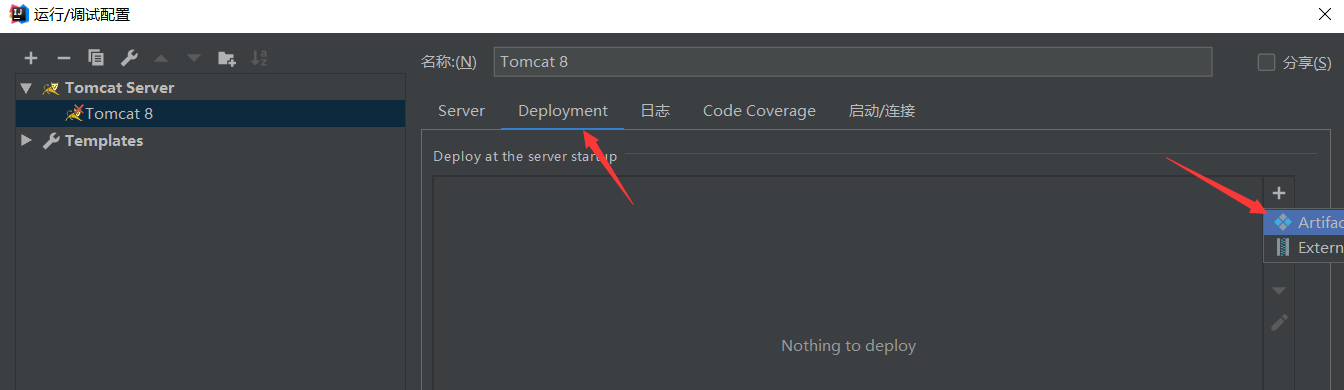 运行/调试配置
名称:(N) Tomcat 8 分享(S)
Tomcat Server
Tomcat 8
Templates
Server Deployment 日志 Code Coverage 启动/连接
Deploy at the server startup
Artifac
Extern
Nothing to deploy